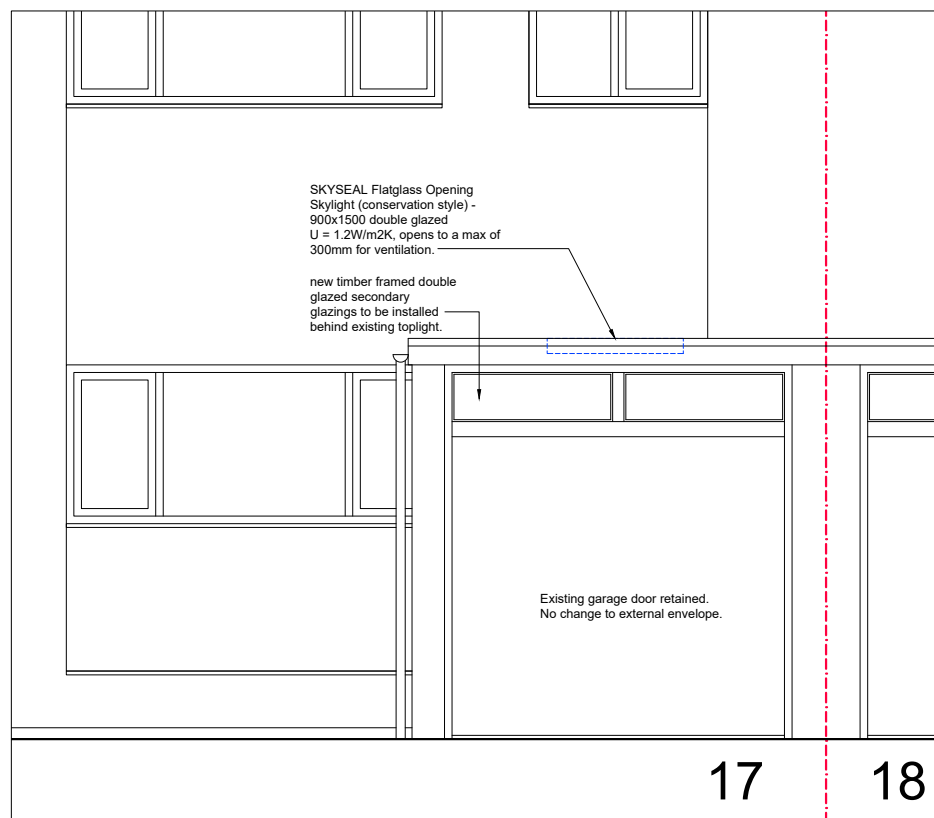 SKYSEAL Flatglass Opening
Skylight (conservation style) -
900x1500 double glazed
U = 1.2W/m2K, opens to a max of
300mm for ventilation.
new timber framed double
glazed secondary
glazings to be installed
behind existing toplight.
Existing garage door retained.
No change to external envelope.
17
18